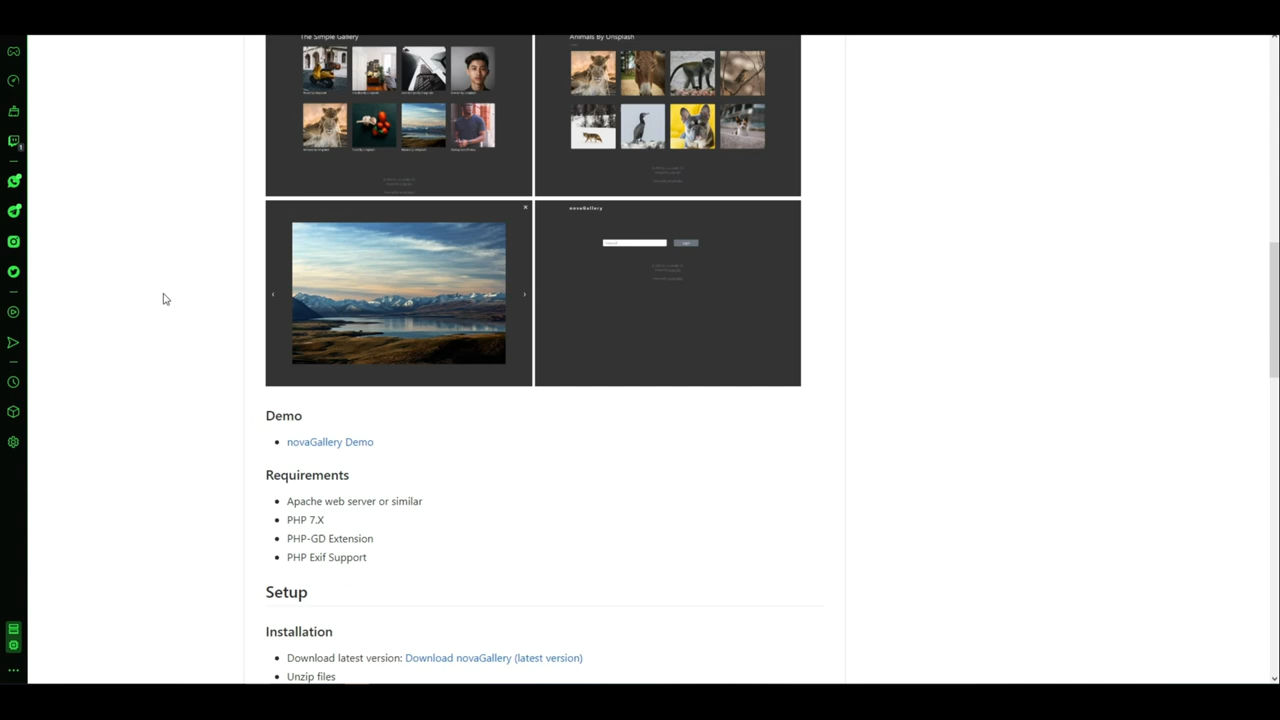 The Simple Gallery
Animals By Unsplash
novaGallery
Demo
novaGallery Demo
Requirements
Apache web server or similar
PHP 7.X
PHP-GD Extension
PHP Exif Support
Setup
Installation
Download latest version: Download novaGallery (latest version)
Unzip files